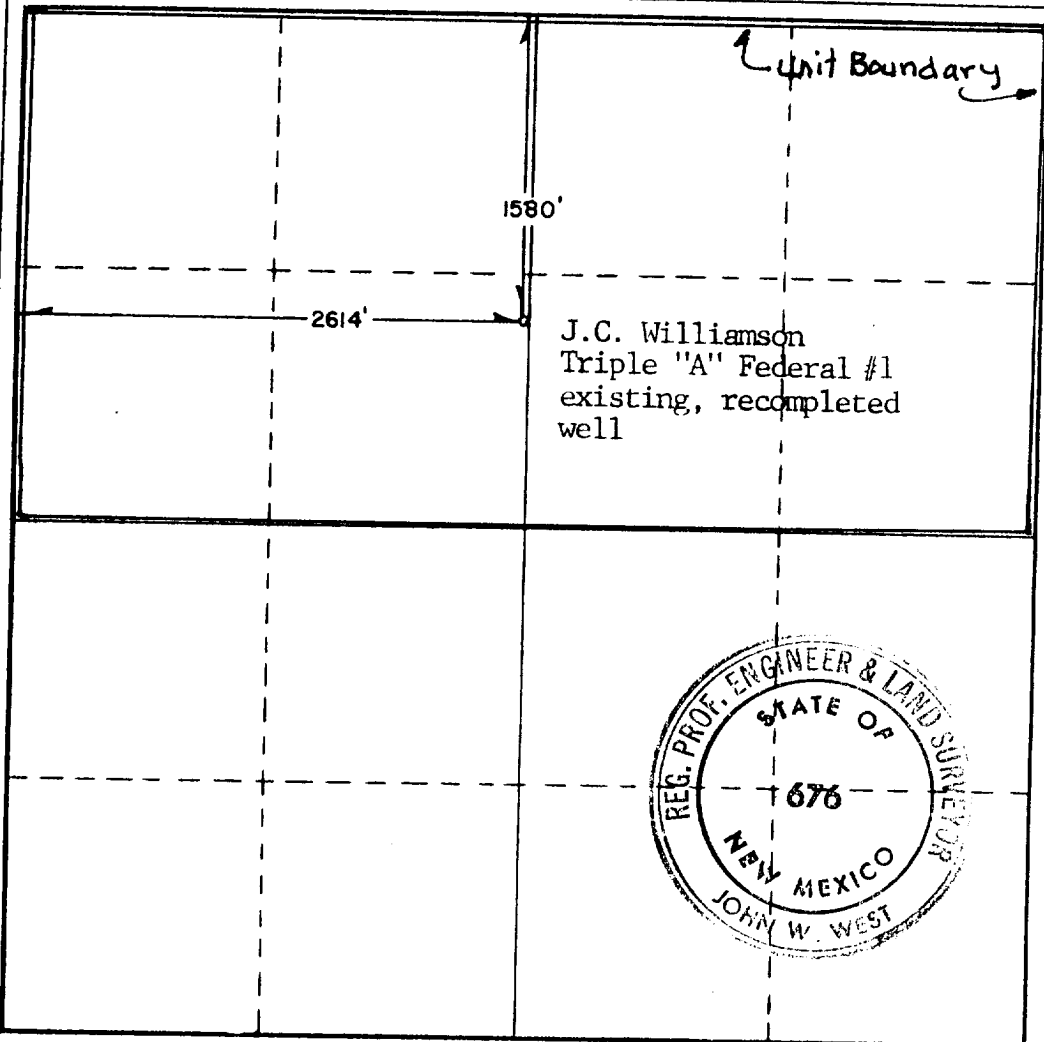 Unit Boundary
1580'
2614'
J.C. Williamson
Triple "A" Federal #1
existing, recompleted
well
REG. PROF. ENGINEER & LAND SURVEYOR
STATE OF
676
NEW MEXICO
JOHN W. WEST